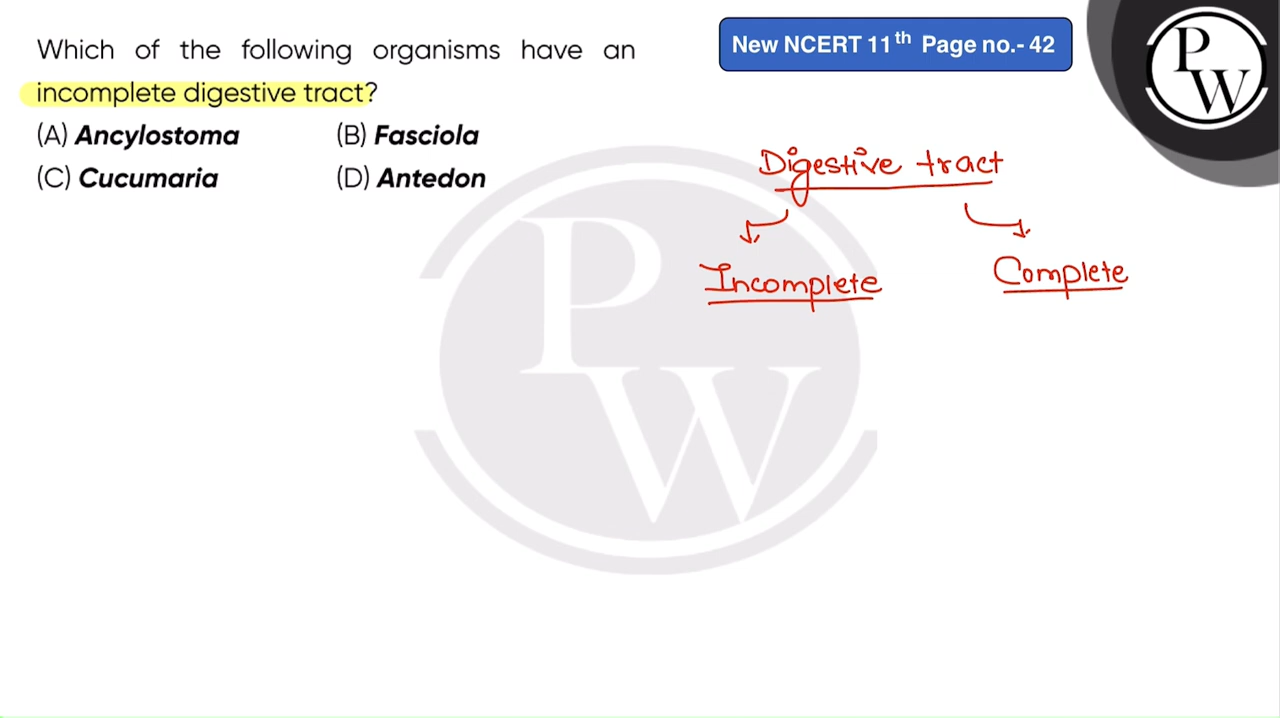 Which of the following organisms have an
incomplete digestive tract?
(A) Ancylostoma (B) Fasciola
(C) Cucumaria (D) Antedon
New NCERT 11th Page no.- 42
P
W
Digestive tract
Incomplete Complete
P
W